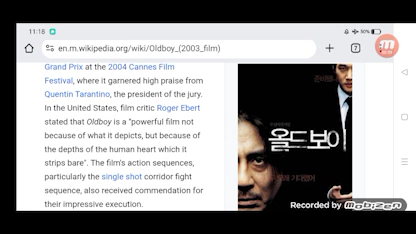 11:18
50%
en.m.wikipedia.org/wiki/Oldboy_(2003_film)
7
Grand Prix at the 2004 Cannes Film
Festival, where it garnered high praise from
Quentin Tarantino, the president of the jury.
In the United States, film critic Roger Ebert
stated that Oldboy is a "powerful film not
because of what it depicts, but because of
the depths of the human heart which it
strips bare". The film's action sequences,
particularly the single shot corridor fight
sequence, also received commendation for
their impressive execution.
올드보이
Recorded by mobizen